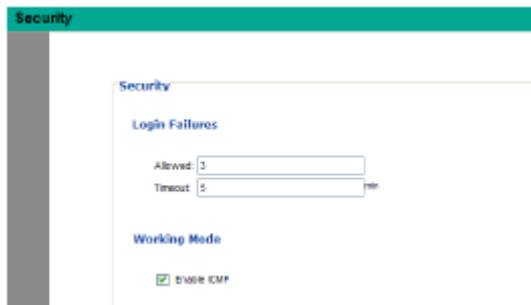 Security
Security
Login Failures
Allowed: 3
Timeout: 5 min
Working Mode
Enable ICMP